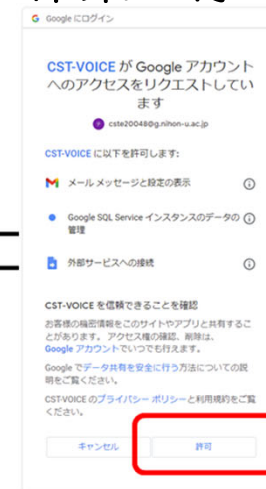 Google にログイン
CST-VOICE が Google アカウント
へのアクセスをリクエストしてい
ます
cste20048@g.nihon-u.ac.jp
CST-VOICE に以下を許可します:
メール メッセージと設定の表示
Google SQL Service インスタンスのデータの
管理
外部サービスへの接続
CST-VOICE を信頼できることを確認
お客様の機密情報をこのサイトやアプリと共有するこ
とがあります。 アクセス権の確認、削除は、
Google アカウントでいつでも行えます。
Google でデータ共有を安全に行う方法についての説
明をご覧ください。
CST-VOICE のプライバシー ポリシーと利用規約をご覧
ください。
キャンセル
許可